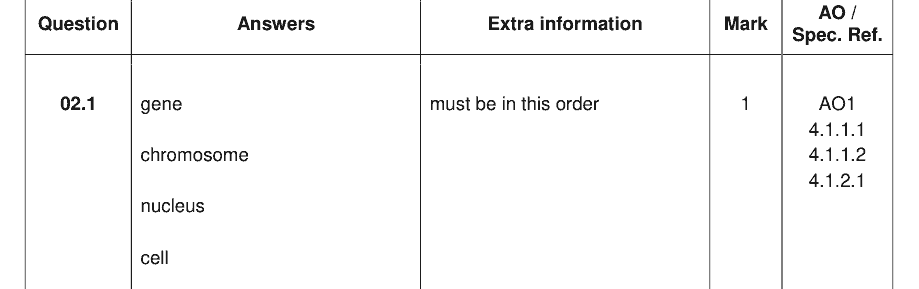 Question Answers Extra information Mark AO /
Spec. Ref.
02.1 gene must be in this order 1 AO1
4.1.1.1
chromosome 4.1.1.2
4.1.2.1
nucleus
cell